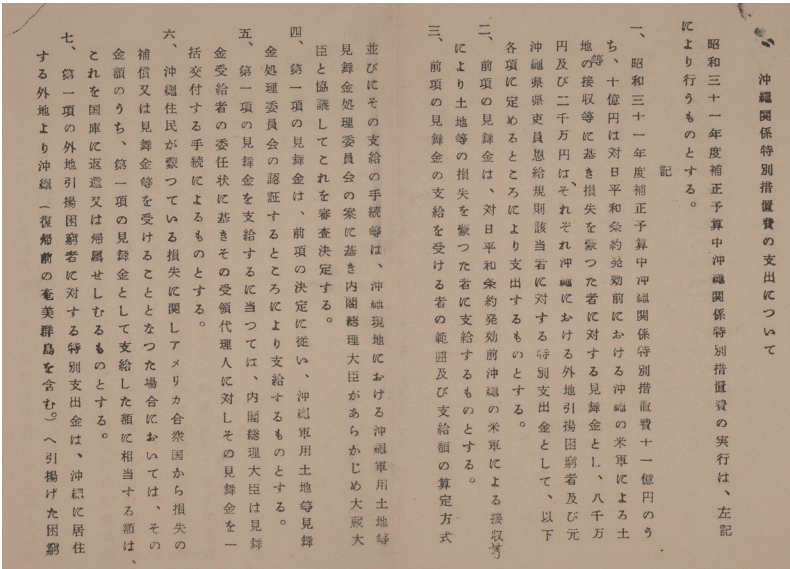 沖繩関係特別措置費の支出について
昭和三十一年度補正予算中沖繩関係特別措置費の実行は、左記
により行うものとする。
記
一、昭和三十一年度補正予算中沖繩関係特別措置費十一億円のう
ち、十億円は対日平和条約発効前における沖繩の米軍による土
地等の接収等に基き損失を蒙つた者に対する見舞金とし、八千万
円及び二千万円は、それぞれ沖繩における外地引揚困窮者及び元
沖繩県県吏員恩給規則該当者に対する特別支出金として、以下
各項に定めるところにより支出するものとする。
二、前項の見舞金は、対日平和条約発効前沖繩の米軍による接収等
により土地等の損失を蒙つた者に支給するものとする。
三、前項の見舞金の支給を受ける者の範囲及び支給額の算定方式
並びにその支給の手続等は、沖繩現地における沖繩軍用土地等
見舞金処理委員会の案に基き内閣総理大臣があらかじめ大蔵大
臣と協議してこれを審査決定する。
四、第一項の見舞金は、前項の決定に従い、沖繩軍用土地等見舞
金処理委員会の認証するところにより支給するものとする。
五、第一項の見舞金を支給するに当つては、内閣総理大臣は見舞
金受給者の委任状に基きその受領代理人に対しその見舞金を一
括交付する手続によるものとする。
六、沖繩住民が蒙つている損失に関しアメリカ合衆国から損失の
補償又は見舞金等を受けることとなつた場合においては、その
金額のうち、第一項の見舞金として支給した額に相当する額は、
これを国庫に返還又は帰属せしむるものとする。
七、第一項の外地引揚困窮者に対する特別支出金は、沖繩に居住
する外地より沖繩(復帰前の奄美群島を含む。)へ引揚げた困窮